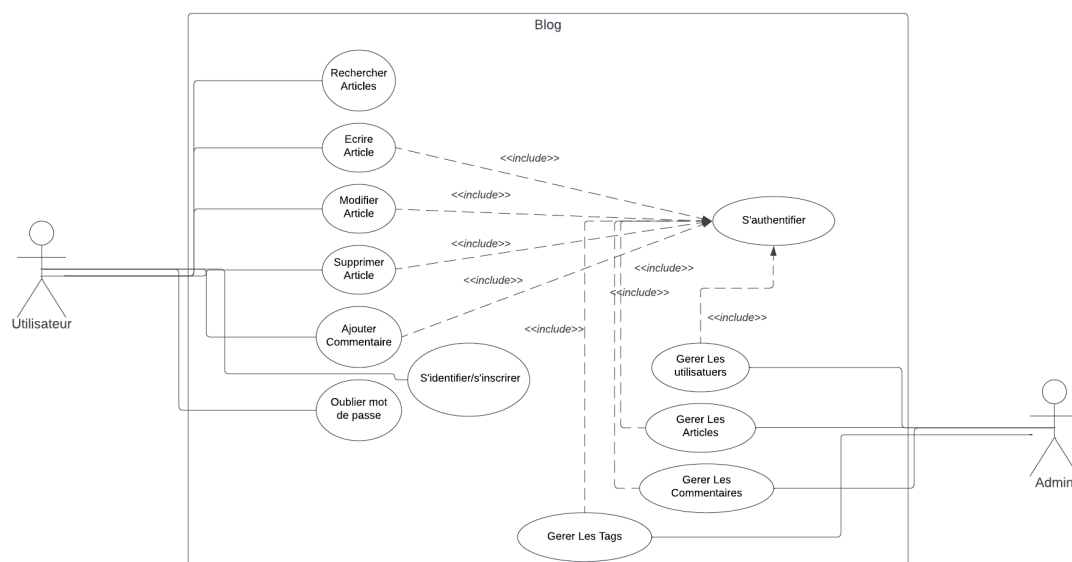 Blog
Rechercher
Articles
Ecrire
Article
<<include>>
Modifier
Article
<<include>>
S'authentifier
Supprimer
Article
<<include>>
<<include>>
<<include>>
<<include>>
Utilisateur
Ajouter
Commentaire
<<include>>
<<include>>
S'identifier/s'inscrirer
Gerer Les
utilisatuers
Oublier mot
de passe
Gerer Les
Articles
Gerer Les
Commentaires
Admin
Gerer Les Tags